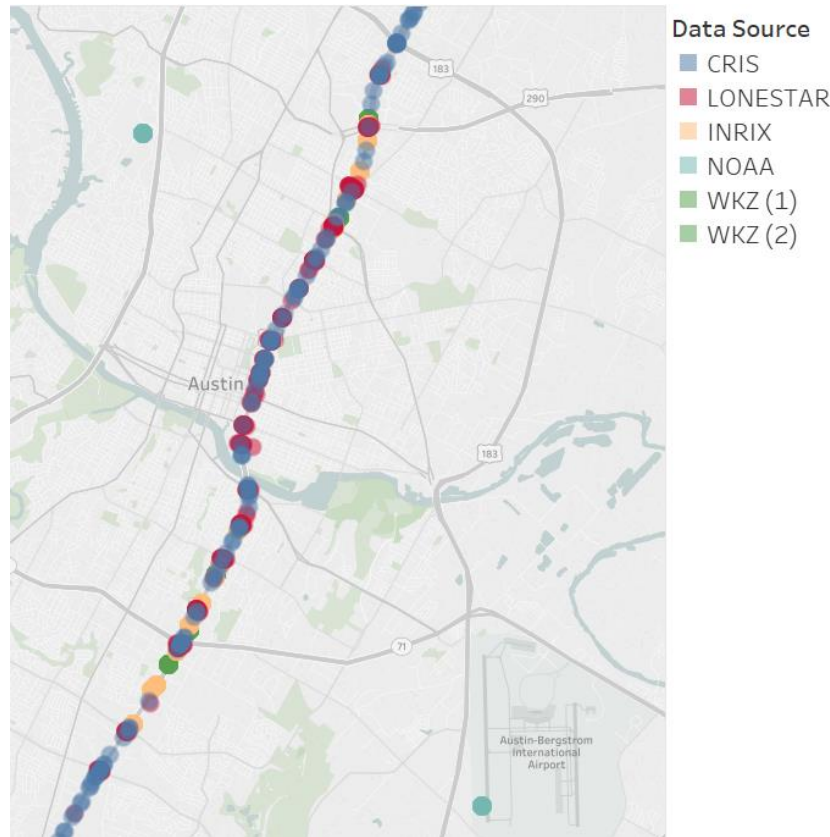 Data Source
CRIS
LONESTAR
INRIX
NOAA
WKZ (1)
WKZ (2)
183
290
Austin
183
71
Austin-Bergstrom
International
Airport